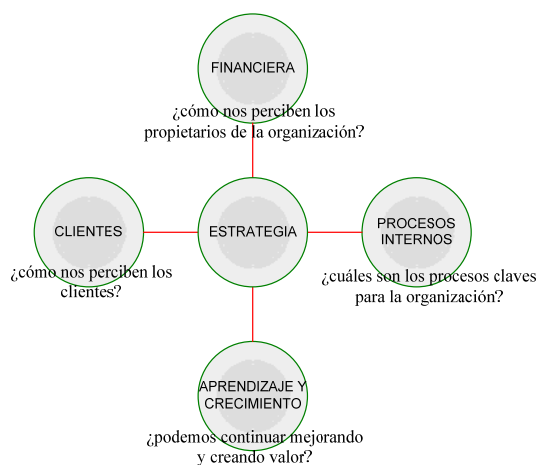 FINANCIERA
¿cómo nos perciben los
propietarios de la organización?
CLIENTES
¿cómo nos perciben los
clientes?
ESTRATEGIA
PROCESOS
INTERNOS
¿cuáles son los procesos claves
para la organización?
APRENDIZAJE Y
CRECIMIENTO
¿podemos continuar mejorando
y creando valor?